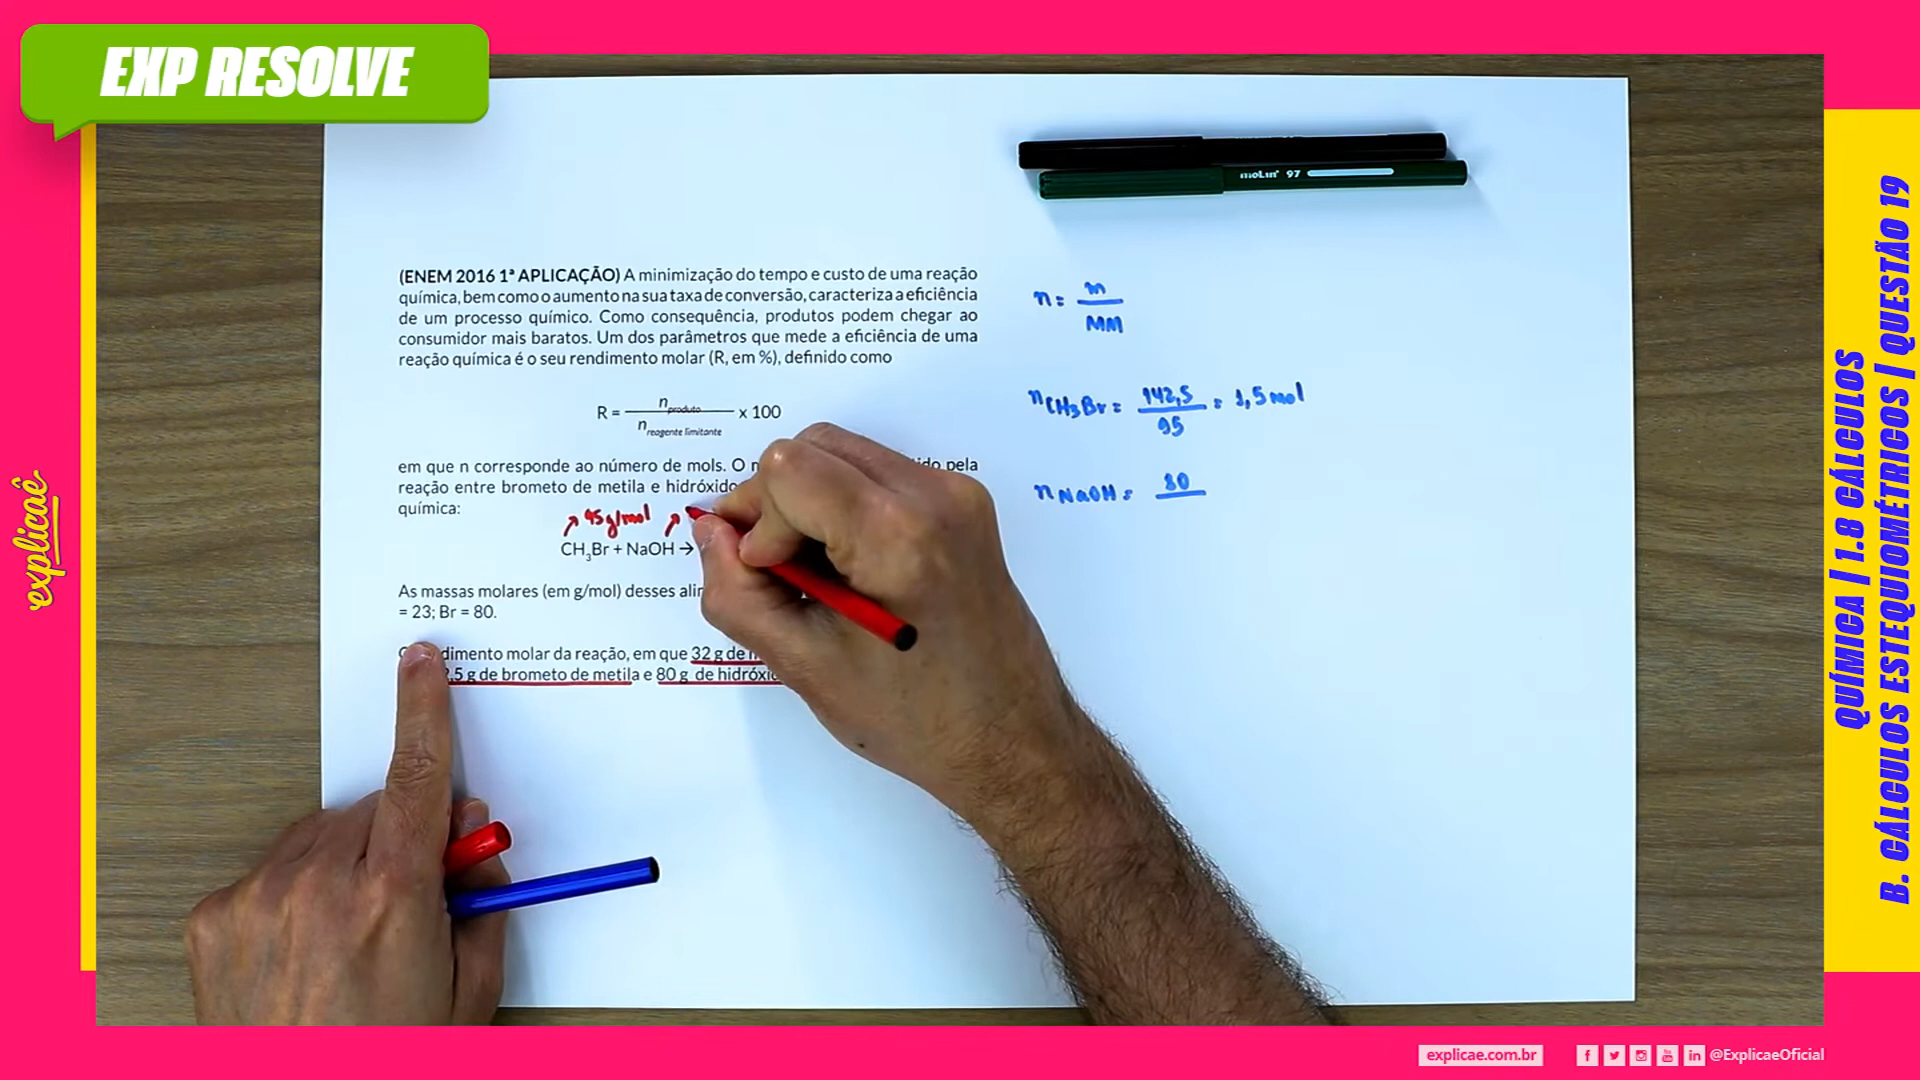 EXP RESOLVE
moLin 97
(ENEM 2016 1ª APLICAÇÃO) A minimização do tempo e custo de uma reação
química, bem como o aumento na sua taxa de conversão, caracteriza a eficiência
de um processo químico. Como consequência, produtos podem chegar ao
consumidor mais baratos. Um dos parâmetros que mede a eficiência de uma
reação química é o seu rendimento molar (R, em %), definido como
R = n produto / n reagente limitante x 100
em que n corresponde ao número de mols. O ido pela
reação entre brometo de metila e hidróxido
química:
95 g/mol
CH₃Br + NaOH →
As massas molares (em g/mol) desses
= 23; Br = 80.
dimento molar da reação, em que 32 g de
,5 g de brometo de metila e 80 g de
n = m / MM
nCH₃Br = 142,5 / 95 = 1,5 mol
nNaOH = 80
explicaê
QUÍMICA | 1.8 CÁLCULOS
B. CÁLCULOS ESTEQUIOMÉTRICOS | QUESTÃO 19
explicae.com.br
@ExplicaeOficial